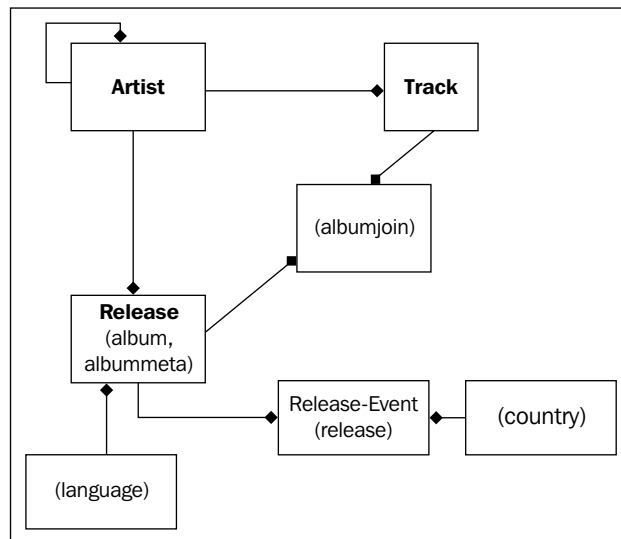 Artist
Track
(albumjoin)
Release
(album,
albummeta)
Release-Event
(release)
(country)
(language)